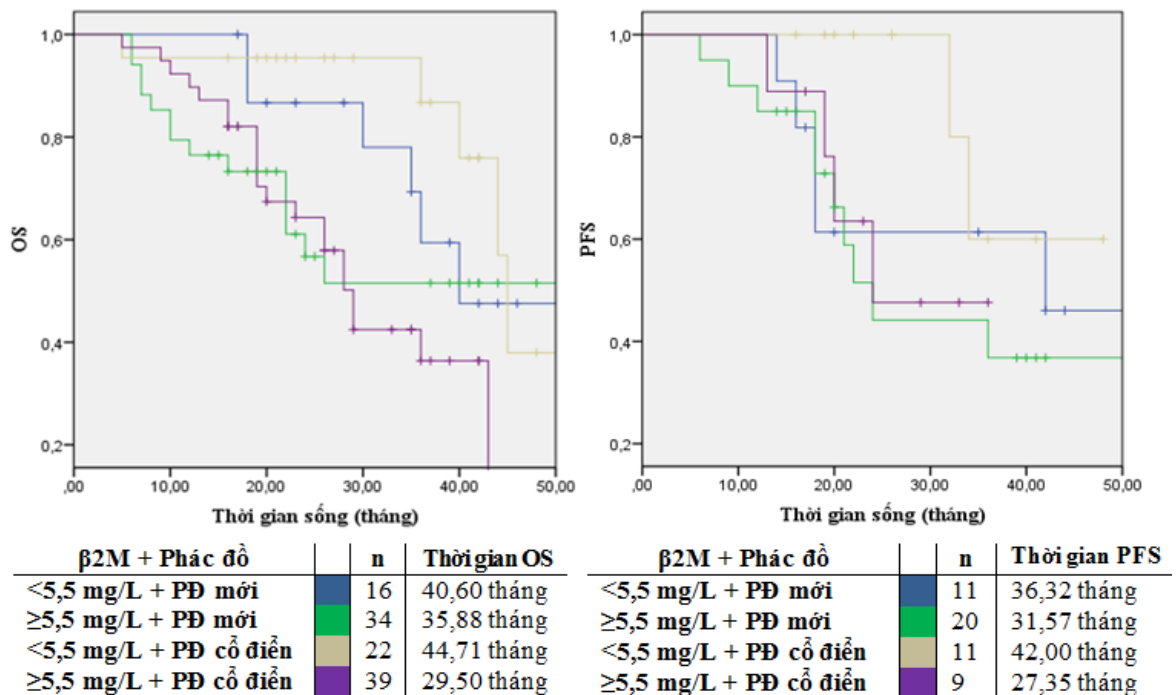 1,0
0,8
0,6
0,4
0,2
OS
,00 10,00 20,00 30,00 40,00 50,00
Thời gian sống (tháng)
1,0
0,8
0,6
0,4
0,2
PFS
,00 10,00 20,00 30,00 40,00 50,00
Thời gian sống (tháng)
β2M + Phác đồ n Thời gian OS
<5,5 mg/L + PĐ mới 16 40,60 tháng
≥5,5 mg/L + PĐ mới 34 35,88 tháng
<5,5 mg/L + PĐ cổ điển 22 44,71 tháng
≥5,5 mg/L + PĐ cổ điển 39 29,50 tháng
β2M + Phác đồ n Thời gian PFS
<5,5 mg/L + PĐ mới 11 36,32 tháng
≥5,5 mg/L + PĐ mới 20 31,57 tháng
<5,5 mg/L + PĐ cổ điển 11 42,00 tháng
≥5,5 mg/L + PĐ cổ điển 9 27,35 tháng